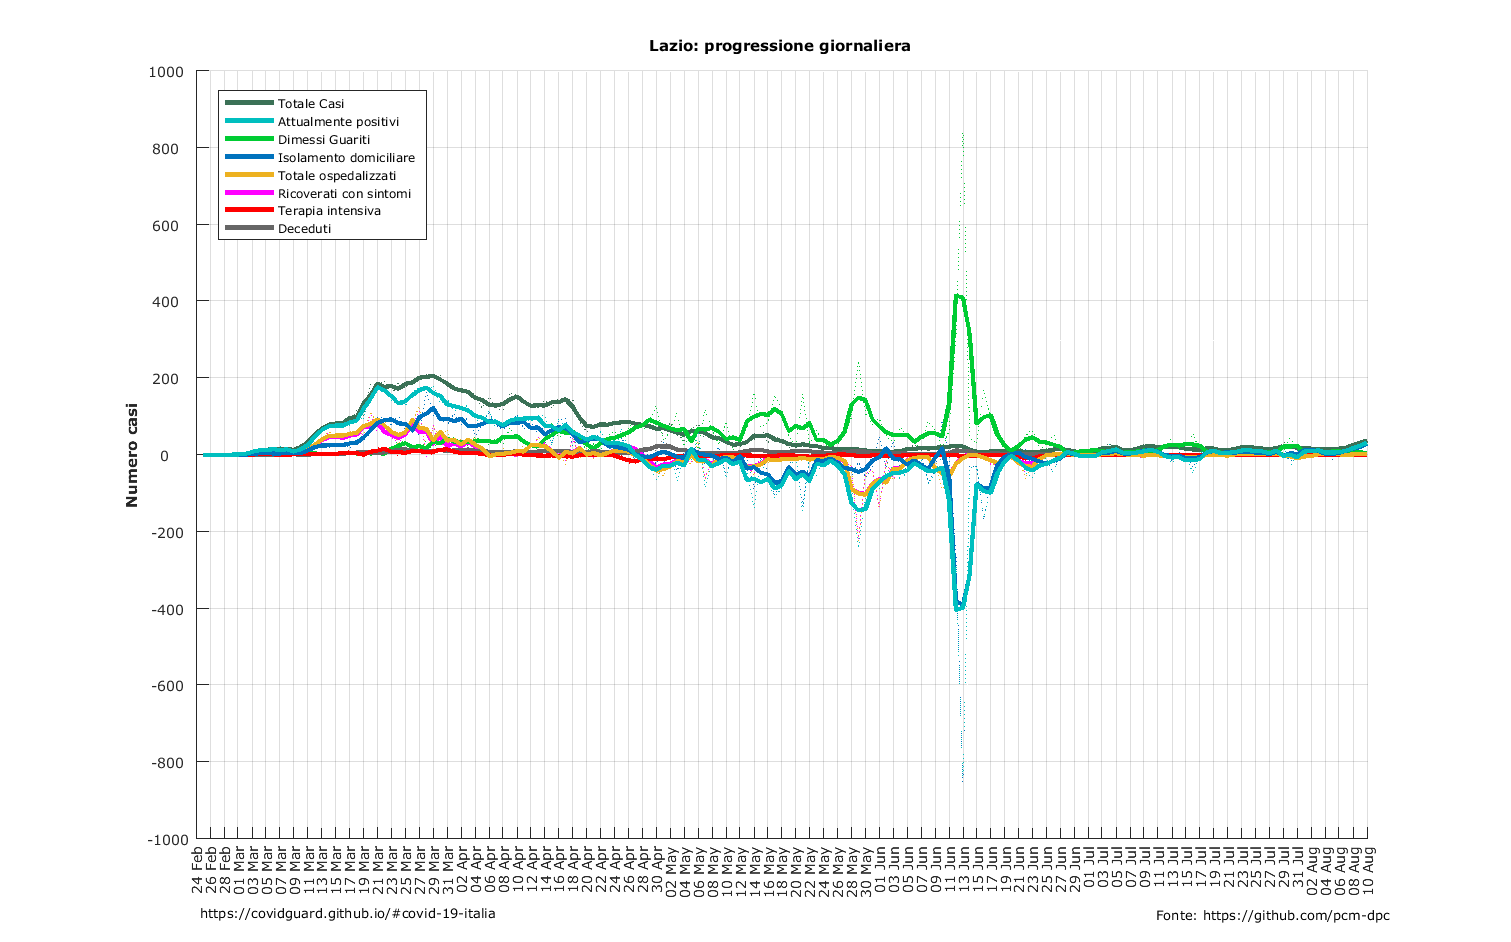 Lazio: progressione giornaliera
Numero casi
1000
800
600
400
200
0
-200
-400
-600
-800
-1000
Totale Casi
Attualmente positivi
Dimessi Guariti
Isolamento domiciliare
Totale ospedalizzati
Ricoverati con sintomi
Terapia intensiva
Deceduti
24 Feb
26 Feb
28 Feb
01 Mar
03 Mar
05 Mar
07 Mar
09 Mar
11 Mar
13 Mar
15 Mar
17 Mar
19 Mar
21 Mar
23 Mar
25 Mar
27 Mar
29 Mar
31 Mar
02 Apr
04 Apr
06 Apr
08 Apr
10 Apr
12 Apr
14 Apr
16 Apr
18 Apr
20 Apr
22 Apr
24 Apr
26 Apr
28 Apr
30 Apr
02 May
04 May
06 May
08 May
10 May
12 May
14 May
16 May
18 May
20 May
22 May
24 May
26 May
28 May
30 May
01 Jun
03 Jun
05 Jun
07 Jun
09 Jun
11 Jun
13 Jun
15 Jun
17 Jun
19 Jun
21 Jun
23 Jun
25 Jun
27 Jun
29 Jun
01 Jul
03 Jul
05 Jul
07 Jul
09 Jul
11 Jul
13 Jul
15 Jul
17 Jul
19 Jul
21 Jul
23 Jul
25 Jul
27 Jul
29 Jul
31 Jul
02 Aug
04 Aug
06 Aug
08 Aug
10 Aug
https://covidguard.github.io/#covid-19-italia
Fonte: https://github.com/pcm-dpc